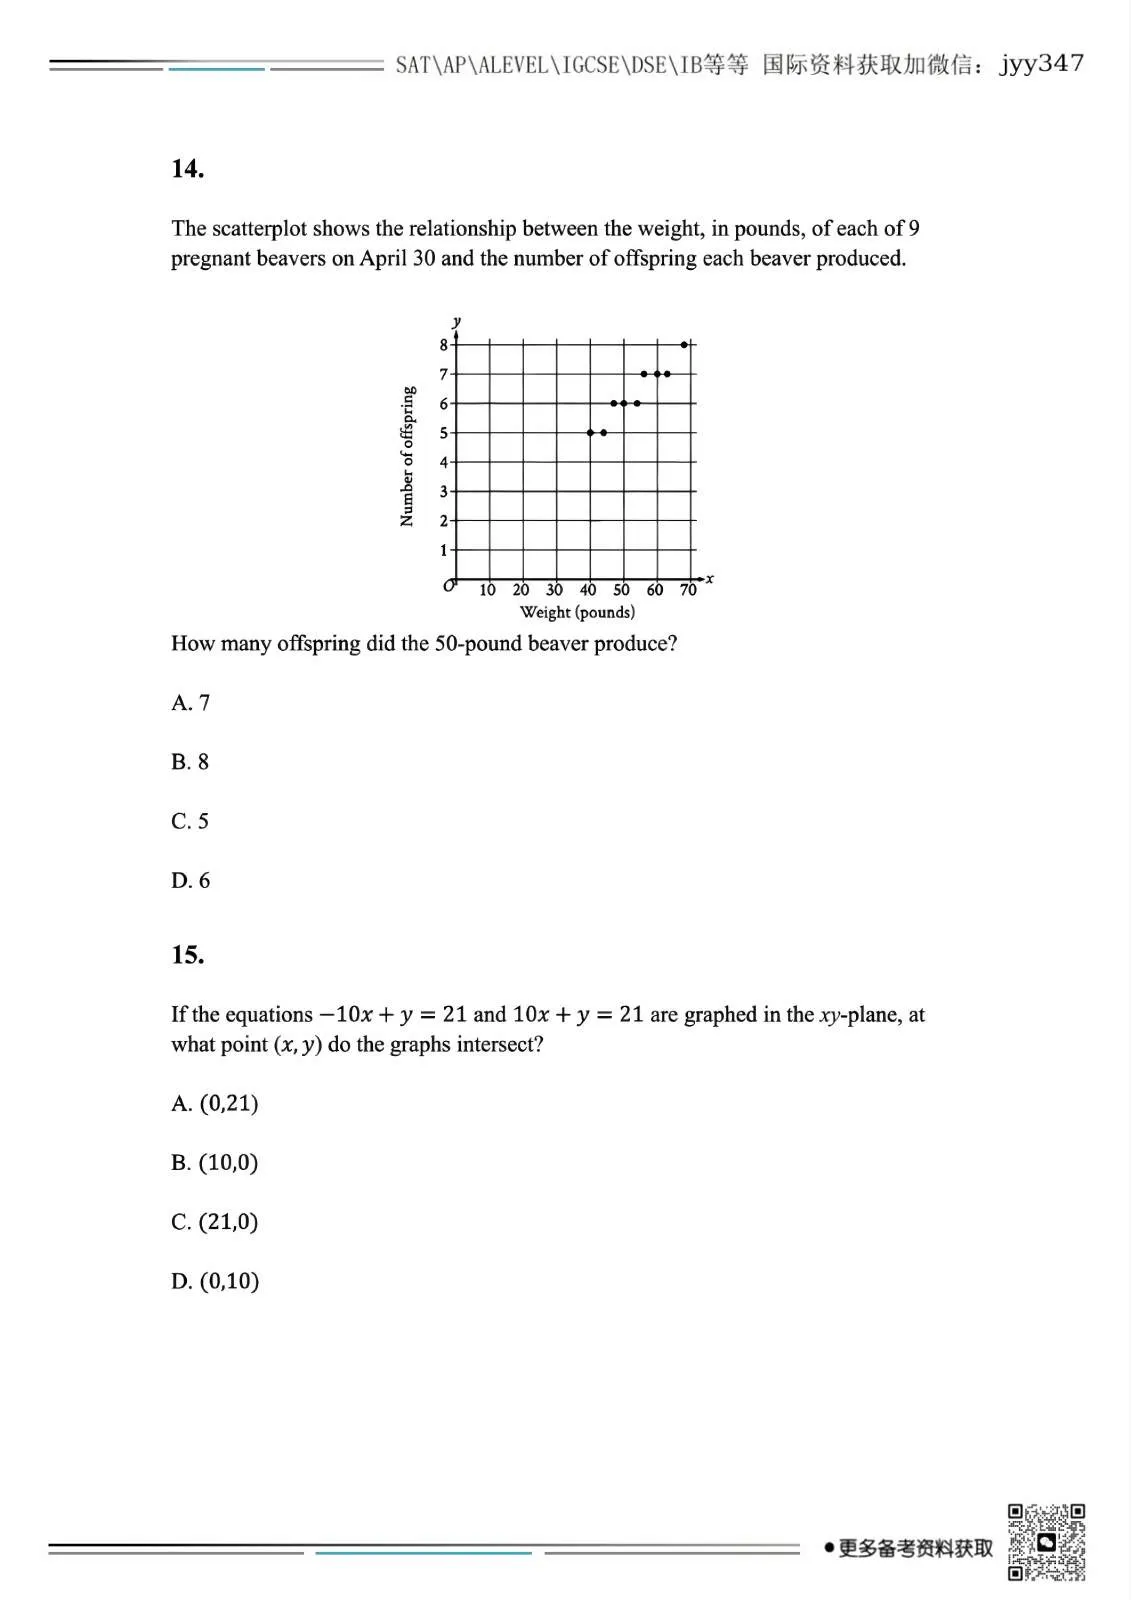 SAT\AP\ALEVEL\IGCSE\DSE\IB等等 国际资料获取加微信：jyy347
14.
The scatterplot shows the relationship between the weight, in pounds, of each of 9
pregnant beavers on April 30 and the number of offspring each beaver produced.
y
8
7
6
5
4
3
2
1
Number of offspring
O
10 20 30 40 50 60 70
x
Weight (pounds)
How many offspring did the 50-pound beaver produce?
A. 7
B. 8
C. 5
D. 6
15.
If the equations −10x + y = 21 and 10x + y = 21 are graphed in the xy-plane, at
what point (x, y) do the graphs intersect?
A. (0,21)
B. (10,0)
C. (21,0)
D. (0,10)
●更多备考资料获取